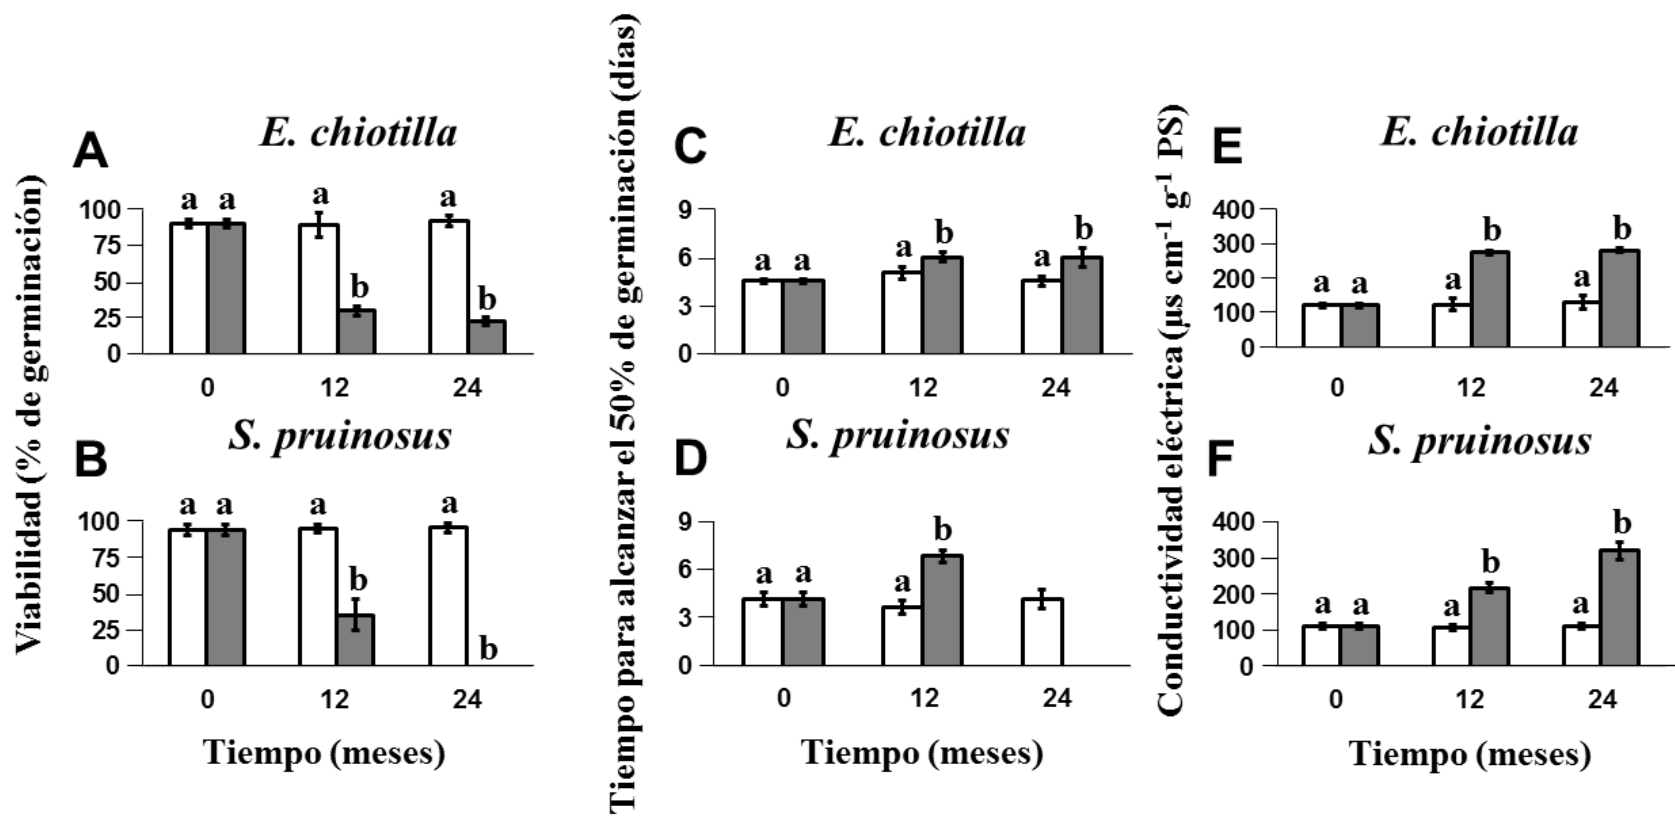 Viabilidad (% de germinación)
A
E. chiotilla
a a a b a b
100
75
50
25
0
0 12 24
B
S. pruinosus
a a a b a b
100
75
50
25
0
0 12 24
Tiempo (meses)
Tiempo para alcanzar el 50% de germinación (días)
C
E. chiotilla
a a a b a b
9
6
3
0
0 12 24
D
S. pruinosus
a a a b
9
6
3
0
0 12 24
Tiempo (meses)
Conductividad eléctrica (µs cm⁻¹ g⁻¹ PS)
E
E. chiotilla
a a a b a b
400
300
200
100
0
0 12 24
F
S. pruinosus
a a a b a b
400
300
200
100
0
0 12 24
Tiempo (meses)